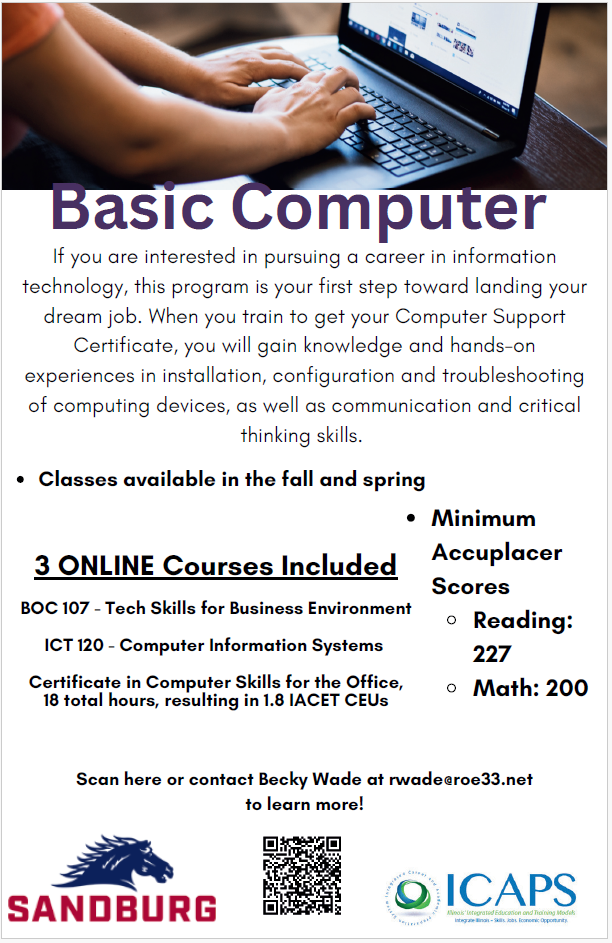 Basic Computer
If you are interested in pursuing a career in information
technology, this program is your first step toward landing your
dream job. When you train to get your Computer Support
Certificate, you will gain knowledge and hands-on
experiences in installation, configuration and troubleshooting
of computing devices, as well as communication and critical
thinking skills.
• Classes available in the fall and spring
3 ONLINE Courses Included
BOC 107 - Tech Skills for Business Environment
ICT 120 - Computer Information Systems
Certificate in Computer Skills for the Office,
18 total hours, resulting in 1.8 IACET CEUs
• Minimum
Accuplacer
Scores
○ Reading:
227
○ Math: 200
Scan here or contact Becky Wade at rwade@roe33.net
to learn more!
SANDBURG
ICAPS
Illinois' Integrated Education and Training Models
Integrate Illinois – Skills. Jobs. Economic Opportunity.